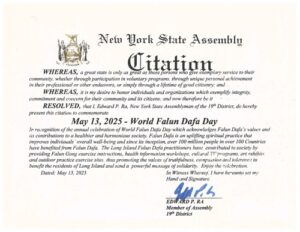 New York State Assembly
Citation
WHEREAS, a great state is only as great as those persons who give exemplary service to their
community, whether through participation in voluntary programs, through unique personal achievement
in their professional or other endeavors, or simply through a lifetime of good citizenry; and
WHEREAS, it is my desire to honor individuals and organizations which exemplify integrity,
commitment and concern for their community and its citizens; and now therefore be it
RESOLVED, that I, Edward P. Ra, New York State Assemblyman of the 19th District, do hereby
present this citation to commemorate
May 13, 2025 - World Falun Dafa Day
In recognition of the annual celebration of World Falun Dafa Day which acknowledges Falun Dafa's values and
its contributions to a healthier and kinder society. Falun Dafa is an uplifting spiritual practice that
improves individuals' overall well-being and since its inception, over 100 million people in over 100 Countries
have benefited from Falun Dafa. The Long Island Falun Dafa practitioners have contributed to society by
providing Falun Gong exercise instructions, health information workshops, cultural programs, art exhibits
and outdoor practice exercise sites, thus promoting the values of truthfulness, compassion and tolerance to
benefit the residents of Long Island and send a powerful message of solidarity. Enjoy the celebration.
Dated: May 13, 2025
In Witness Whereof, I have hereunto set my
Hand and Signature
EDWARD P. RA
Member of Assembly
19th District